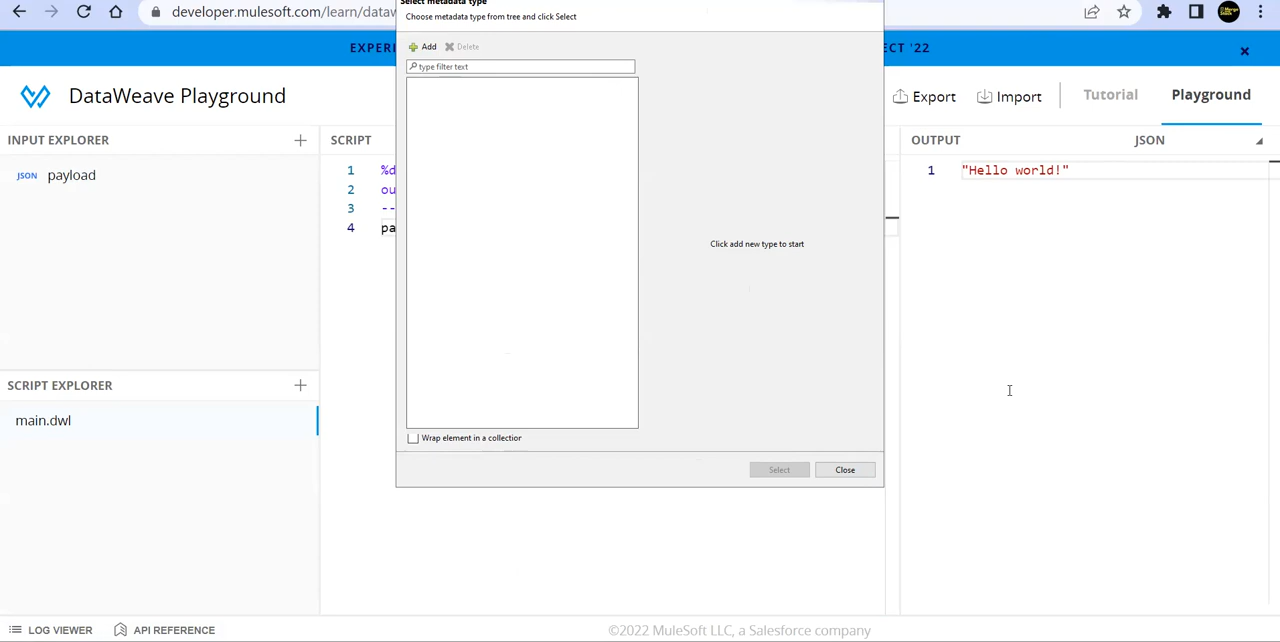 developer.mulesoft.com/learn/dataw
Select metadata type
Choose metadata type from tree and click Select
EXPERI
ECT '22
Add
Delete
type filter text
DataWeave Playground
Export
Import
Tutorial
Playground
INPUT EXPLORER
SCRIPT
OUTPUT
JSON
JSON payload
1 %d
2 ou
3 --
4 pa
1 "Hello world!"
Click add new type to start
SCRIPT EXPLORER
main.dwl
Wrap element in a collection
Select
Close
LOG VIEWER
API REFERENCE
©2022 MuleSoft LLC, a Salesforce company